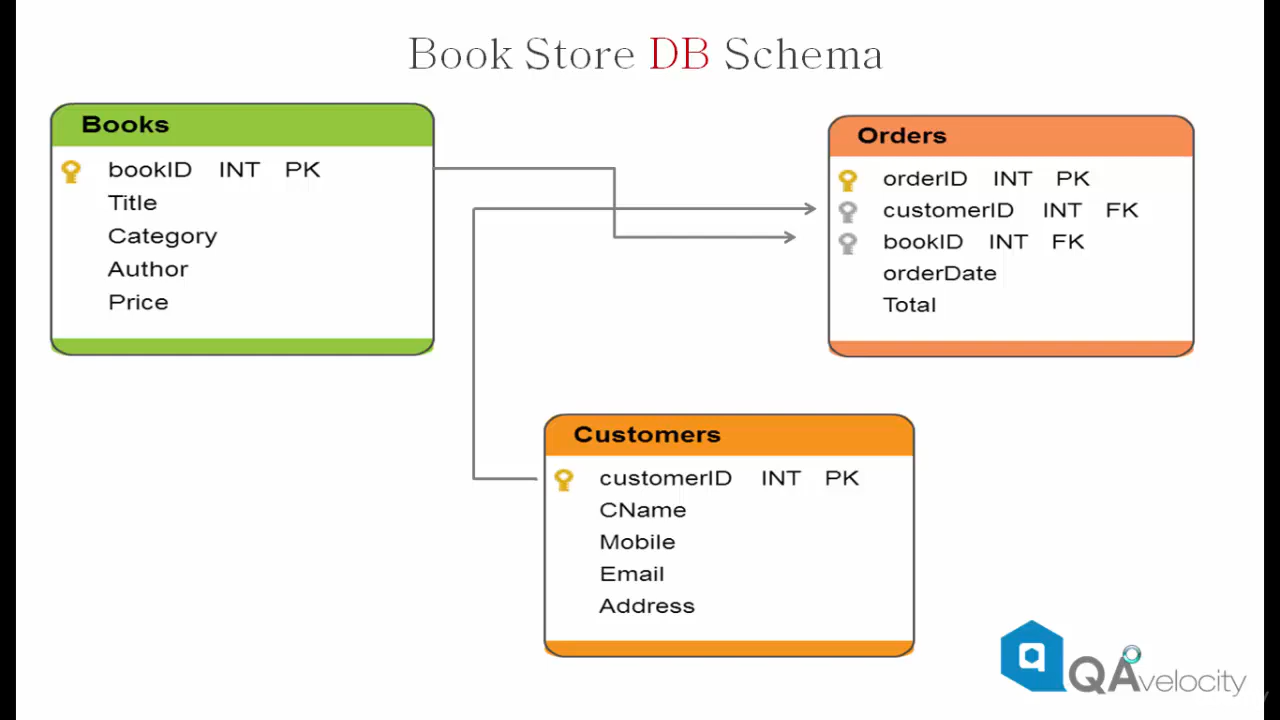 Book Store DB Schema
Books
bookID INT PK
Title
Category
Author
Price
Orders
orderID INT PK
customerID INT FK
bookID INT FK
orderDate
Total
Customers
customerID INT PK
CName
Mobile
Email
Address
QAvelocity